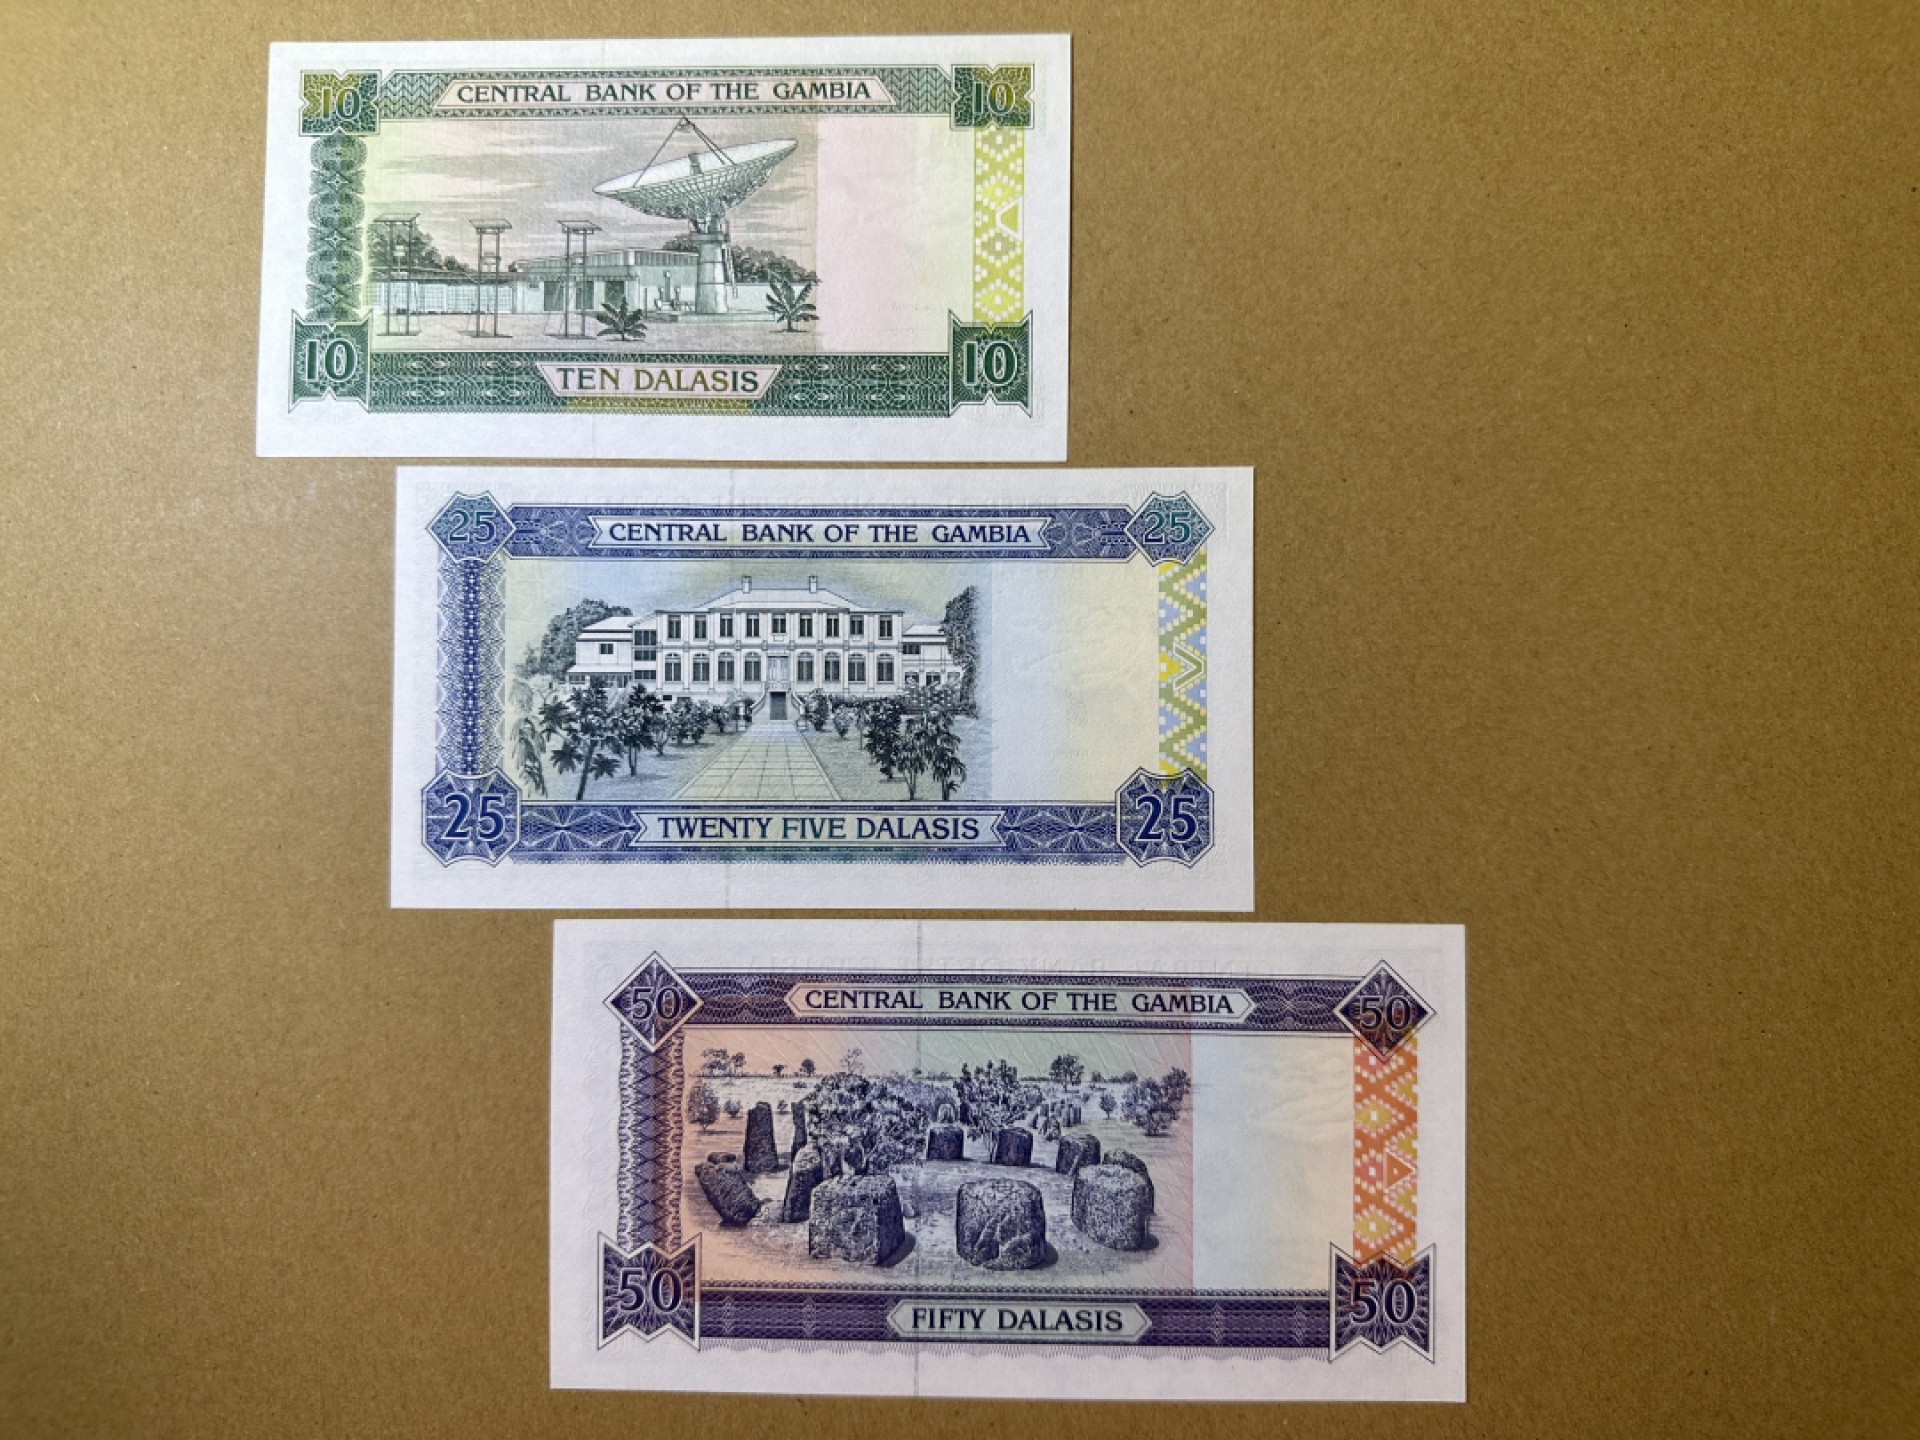 10 CENTRAL BANK OF THE GAMBIA 10
10 TEN DALASIS 10
25 CENTRAL BANK OF THE GAMBIA 25
25 TWENTY FIVE DALASIS 25
50 CENTRAL BANK OF THE GAMBIA 50
50 FIFTY DALASIS 50